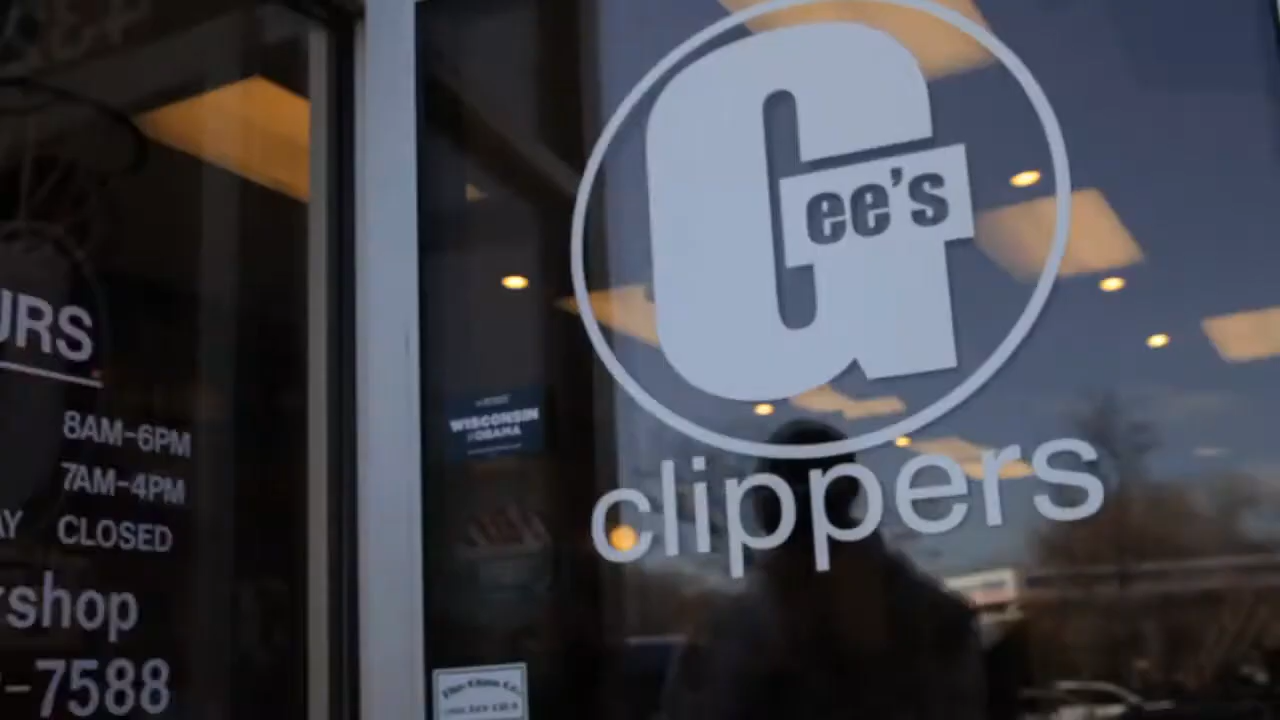 URS
8AM-6PM
7AM-4PM
AY CLOSED
rshop
-7588
Gee's
clippers
WISCONSIN
OBAMA